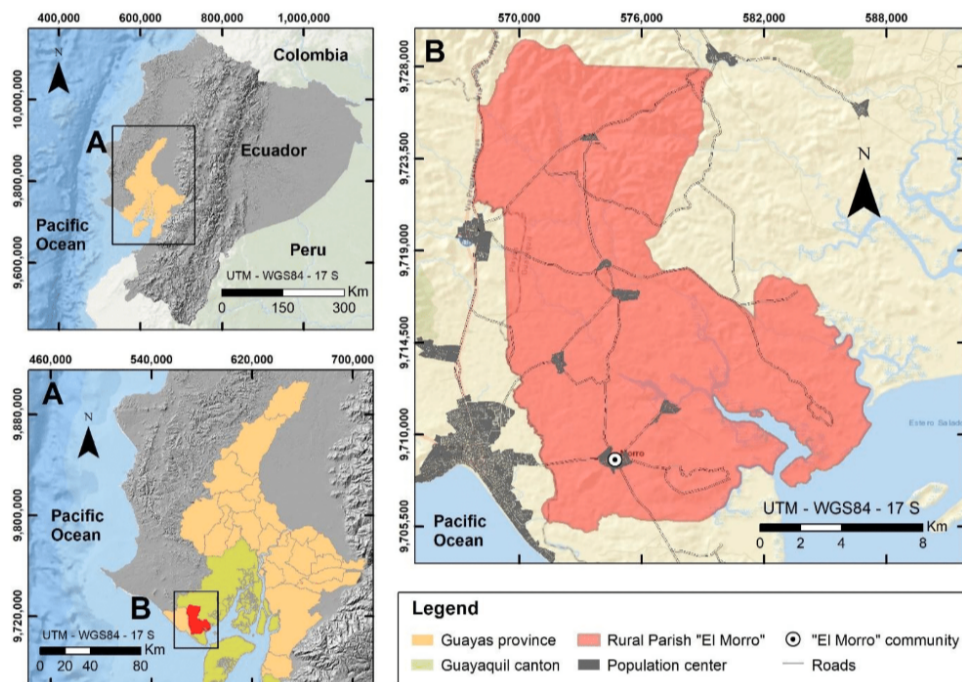 400,000 600,000 800,000 1,000,000
Colombia
N
10,000,000
A
Ecuador
9,800,000
Pacific
Ocean
Peru
9,600,000
UTM - WGS84 - 17 S
0 150 300 Km
460,000 540,000 620,000 700,000
A
9,880,000
N
Pacific
Ocean
9,800,000
B
9,720,000
UTM - WGS84 - 17 S
0 20 40 60 80 Km
570,000 576,000 582,000 588,000
B
9,728,000
9,723,500
N
9,719,000
9,714,500
9,710,000
Morro
9,705,500
Pacific
Ocean
UTM - WGS84 - 17 S
0 2 4 6 8 Km
Legend
Guayas province
Rural Parish "El Morro"
"El Morro" community
Guayaquil canton
Population center
Roads